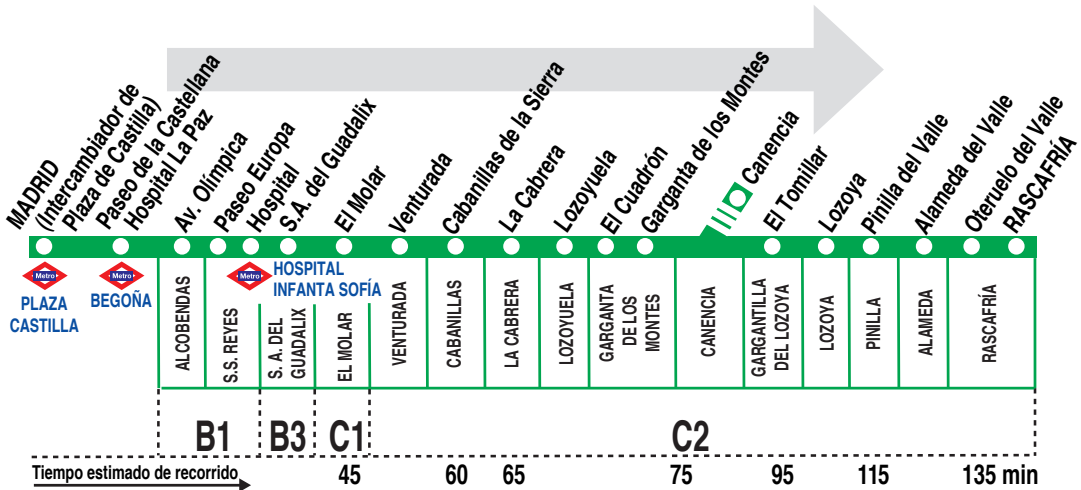 MADRID
(Intercambiador de
Plaza de Castilla)
Paseo de la Castellana
Hospital La Paz
Av. Olímpica
Paseo Europa
Hospital
S.A. del Guadalix
El Molar
Venturada
Cabanillas de la Sierra
La Cabrera
Lozoyuela
El Cuadrón
Garganta de los Montes
Canencia
El Tomillar
Lozoya
Pinilla del Valle
Alameda del Valle
Oteruelo del Valle
RASCAFRÍA
Metro
PLAZA
CASTILLA
Metro
BEGOÑA
Metro
HOSPITAL
INFANTA SOFÍA
ALCOBENDAS
S.S. REYES
S. A. DEL
GUADALIX
EL MOLAR
VENTURADA
CABANILLAS
LA CABRERA
LOZOYUELA
GARGANTA
DE LOS
MONTES
CANENCIA
GARGANTILLA
DEL LOZOYA
LOZOYA
PINILLA
ALAMEDA
RASCAFRÍA
B1 B3 C1 C2
Tiempo estimado de recorrido 45 60 65 75 95 115 135 min